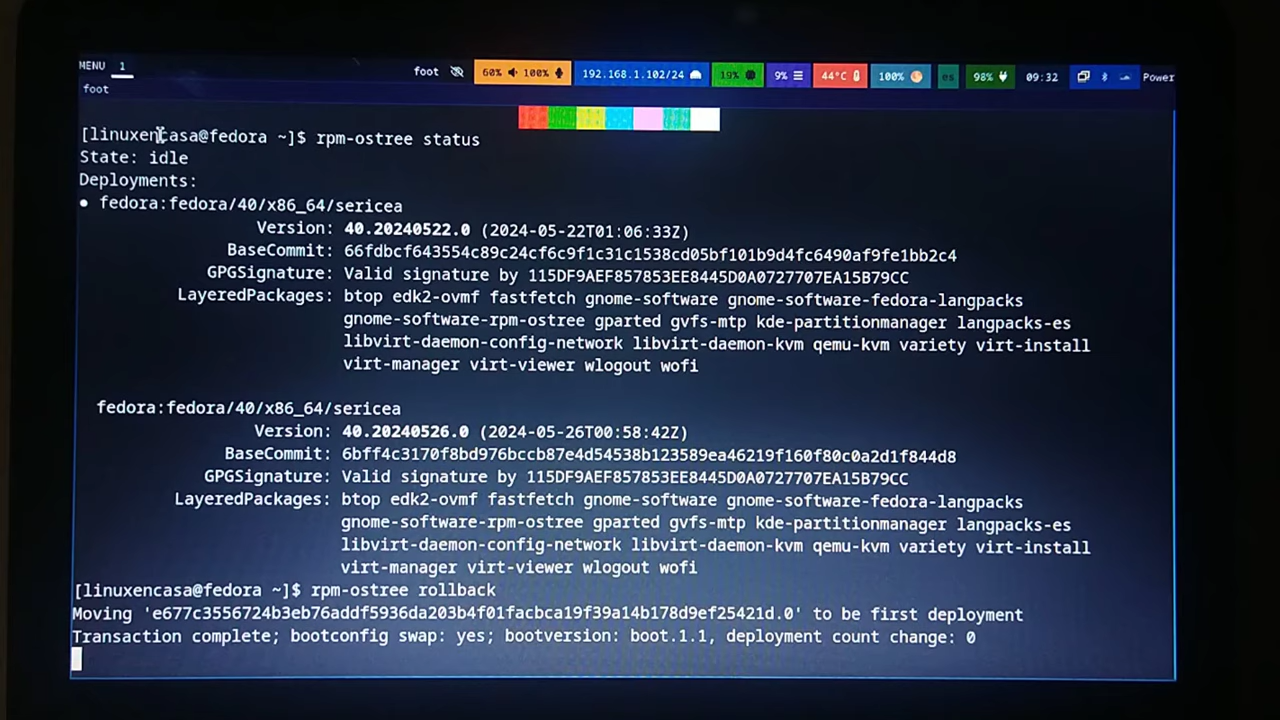 MENU 1 foot 60% 100% 192.168.1.102/24 19% 9% 44°C 100% es 98% 09:32 Power
foot
[linuxencasa@fedora ~]$ rpm-ostree status
State: idle
Deployments:
● fedora:fedora/40/x86_64/sericea
Version: 40.20240522.0 (2024-05-22T01:06:33Z)
BaseCommit: 66fdbcf643554c89c24cf6c9f1c31c1538cd05bf101b9d4fc6490af9fe1bb2c4
GPGSignature: Valid signature by 115DF9AEF857853EE8445D0A0727707EA15B79CC
LayeredPackages: btop edk2-ovmf fastfetch gnome-software gnome-software-fedora-langpacks
gnome-software-rpm-ostree gparted gvfs-mtp kde-partitionmanager langpacks-es
libvirt-daemon-config-network libvirt-daemon-kvm qemu-kvm variety virt-install
virt-manager virt-viewer wlogout wofi
fedora:fedora/40/x86_64/sericea
Version: 40.20240526.0 (2024-05-26T00:58:42Z)
BaseCommit: 6bff4c3170f8bd976bccb87e4d54538b123589ea46219f160f80c0a2d1f844d8
GPGSignature: Valid signature by 115DF9AEF857853EE8445D0A0727707EA15B79CC
LayeredPackages: btop edk2-ovmf fastfetch gnome-software gnome-software-fedora-langpacks
gnome-software-rpm-ostree gparted gvfs-mtp kde-partitionmanager langpacks-es
libvirt-daemon-config-network libvirt-daemon-kvm qemu-kvm variety virt-install
virt-manager virt-viewer wlogout wofi
[linuxencasa@fedora ~]$ rpm-ostree rollback
Moving 'e677c3556724b3eb76addf5936da203b4f01facbca19f39a14b178d9ef25421d.0' to be first deployment
Transaction complete; bootconfig swap: yes; bootversion: boot.1.1, deployment count change: 0